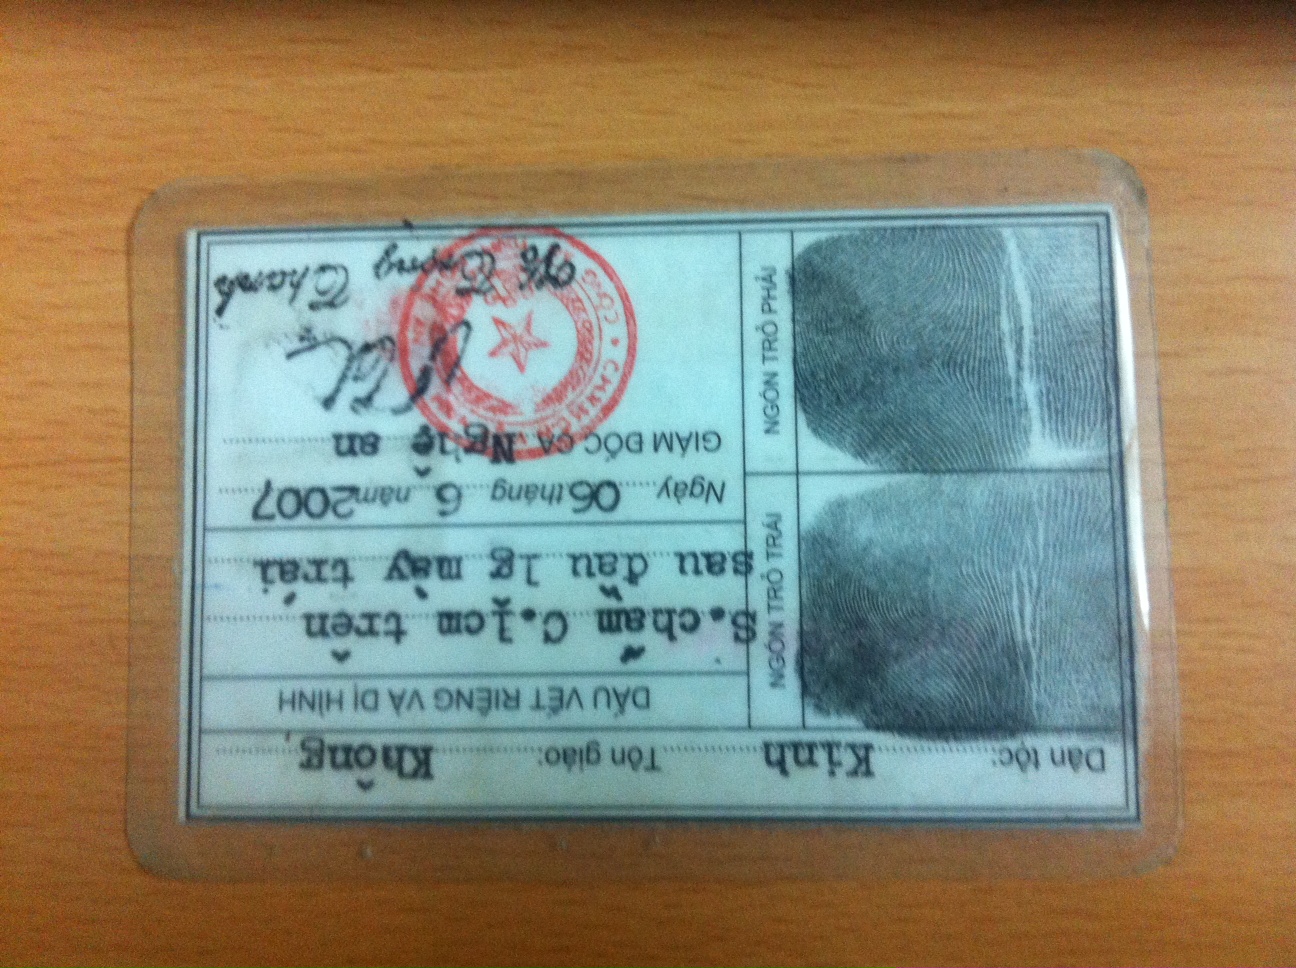 Dân tộc: Kinh Tôn giáo: Không,
NGÓN TRỎ TRÁI
NGÓN TRỎ PHẢI
DẤU VẾT RIÊNG VÀ DỊ HÌNH
S.chấm C.1cm trên
sau đầu lg mày trái
Ngày 06 tháng 6 năm 2007
GIÁM ĐỐC CA Nghệ an
Trọng Thanh